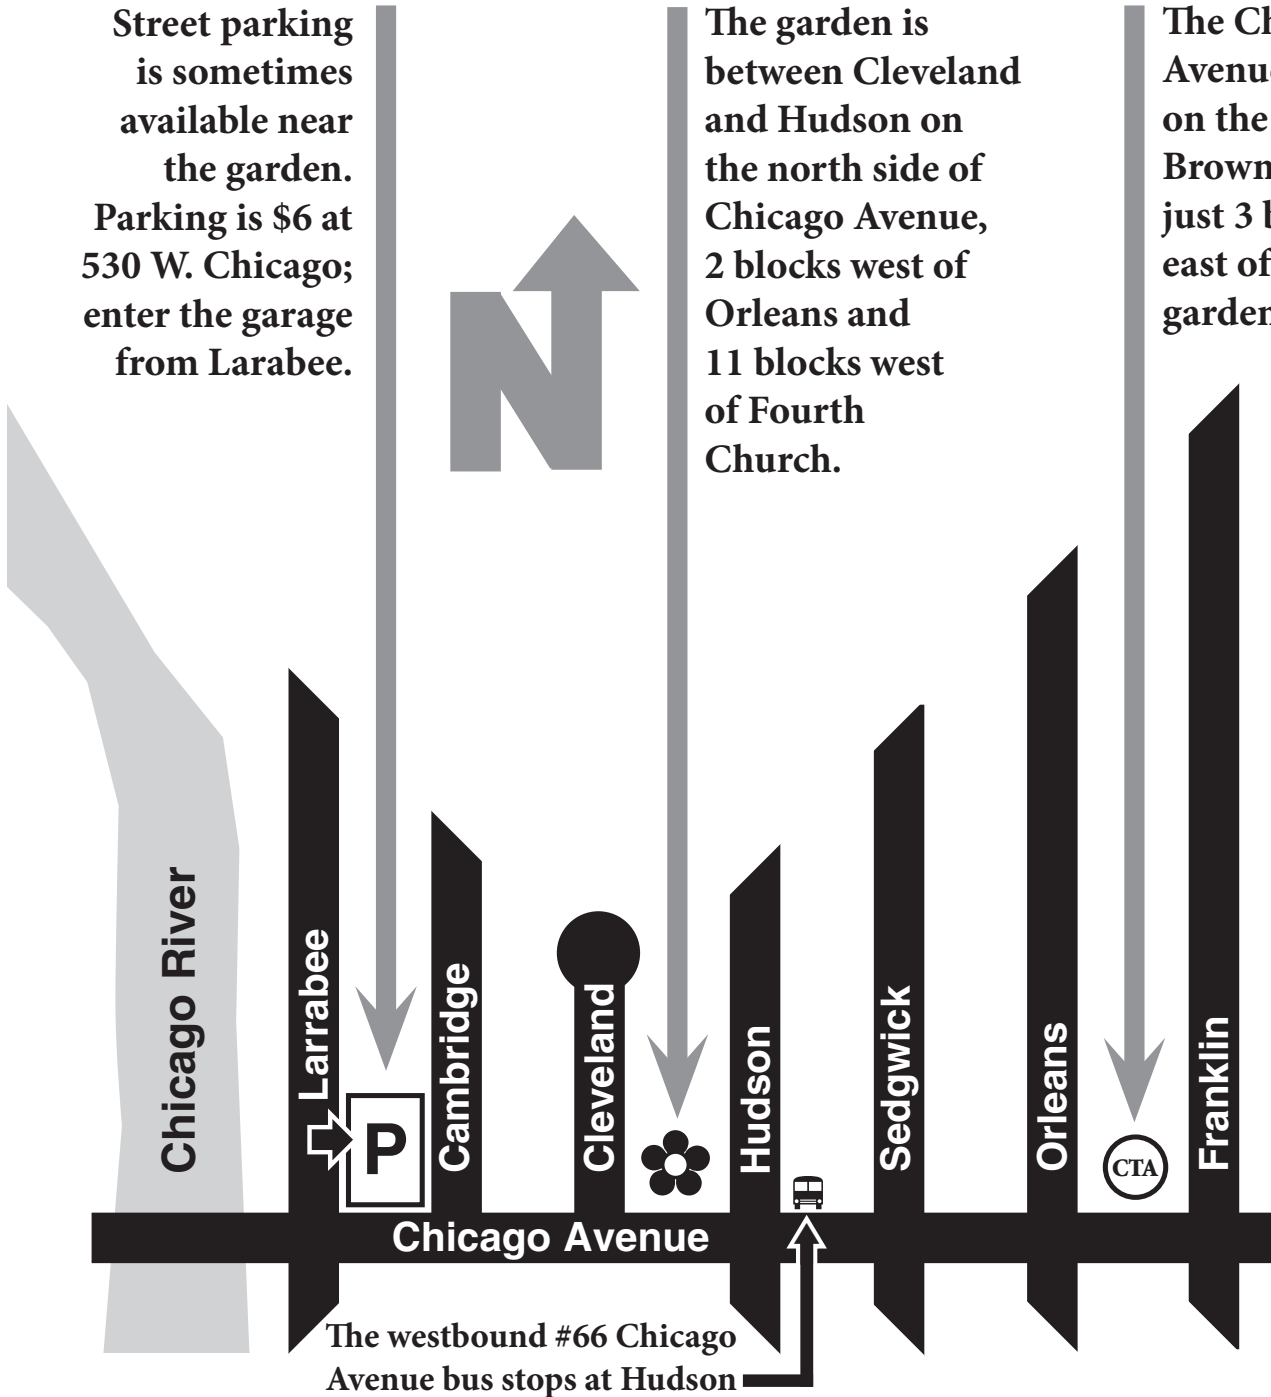 Street parking
is sometimes
available near
the garden.
Parking is $6 at
530 W. Chicago;
enter the garage
from Larabee.
The garden is
between Cleveland
and Hudson on
the north side of
Chicago Avenue,
2 blocks west of
Orleans and
11 blocks west
of Fourth
Church.
The Ch
Avenue
on the
Brown
just 3 b
east of
garden
N
Chicago River
Larrabee
P
Cambridge
Cleveland
Hudson
Sedgwick
Orleans
CTA
Franklin
Chicago Avenue
The westbound #66 Chicago
Avenue bus stops at Hudson